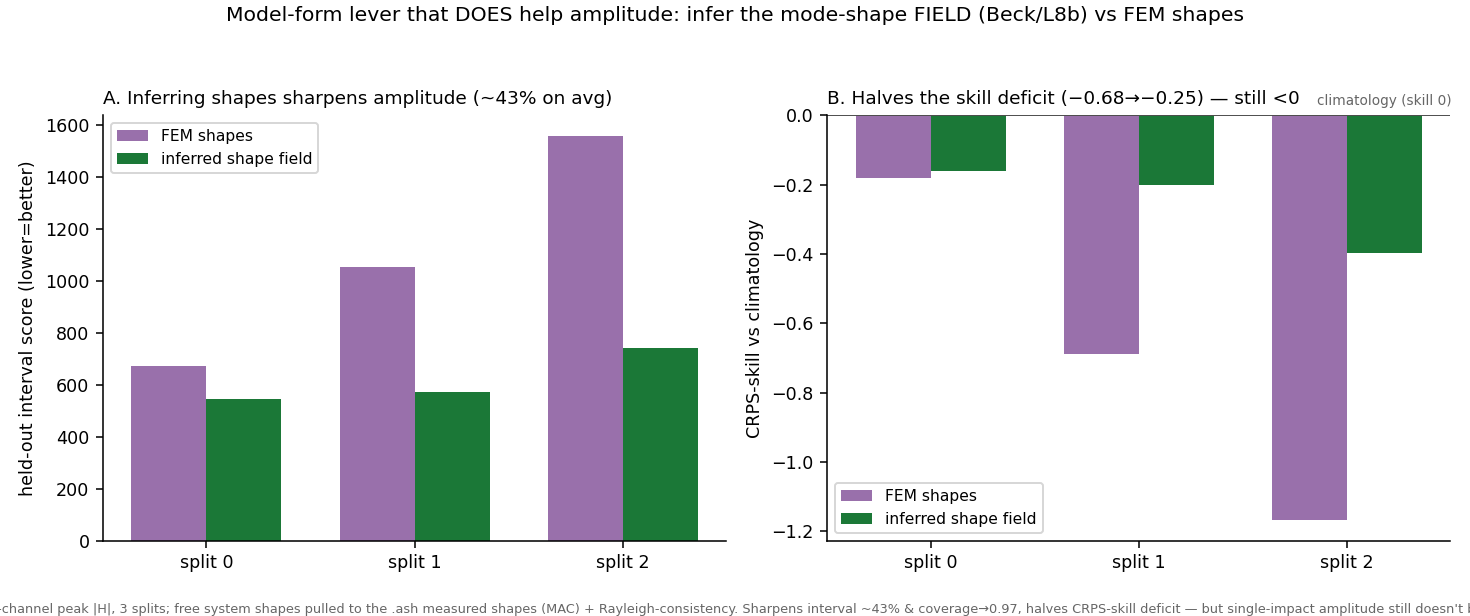 Model-form lever that DOES help amplitude: infer the mode-shape FIELD (Beck/L8b) vs FEM shapes
A. Inferring shapes sharpens amplitude (~43% on avg)
held-out interval score (lower=better)
1600
1400
1200
1000
800
600
400
200
0
FEM shapes
inferred shape field
split 0
split 1
split 2
B. Halves the skill deficit (−0.68→−0.25) — still <0
climatology (skill 0)
CRPS-skill vs climatology
0.0
−0.2
−0.4
−0.6
−0.8
−1.0
−1.2
FEM shapes
inferred shape field
split 0
split 1
split 2
-channel peak |H|, 3 splits; free system shapes pulled to the .ash measured shapes (MAC) + Rayleigh-consistency. Sharpens interval ~43% & coverage→0.97, halves CRPS-skill deficit — but single-impact amplitude still doesn't